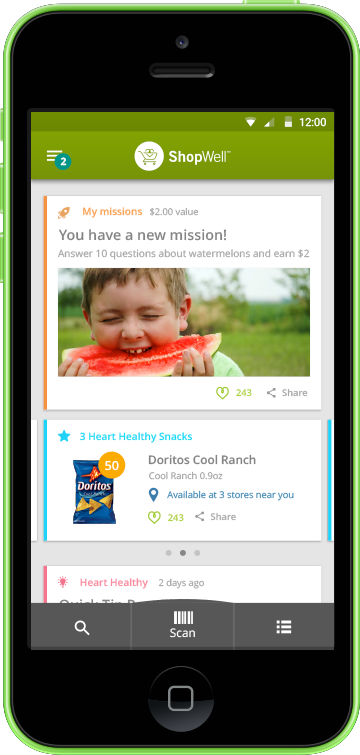 12:00
2
ShopWell™
My missions $2.00 value
You have a new mission!
Answer 10 questions about watermelons and earn $2
243 Share
3 Heart Healthy Snacks
50
Doritos
Doritos Cool Ranch
Cool Ranch 0.9oz
Available at 3 stores near you
243 Share
Heart Healthy 2 days ago
Quick Tip
Scan